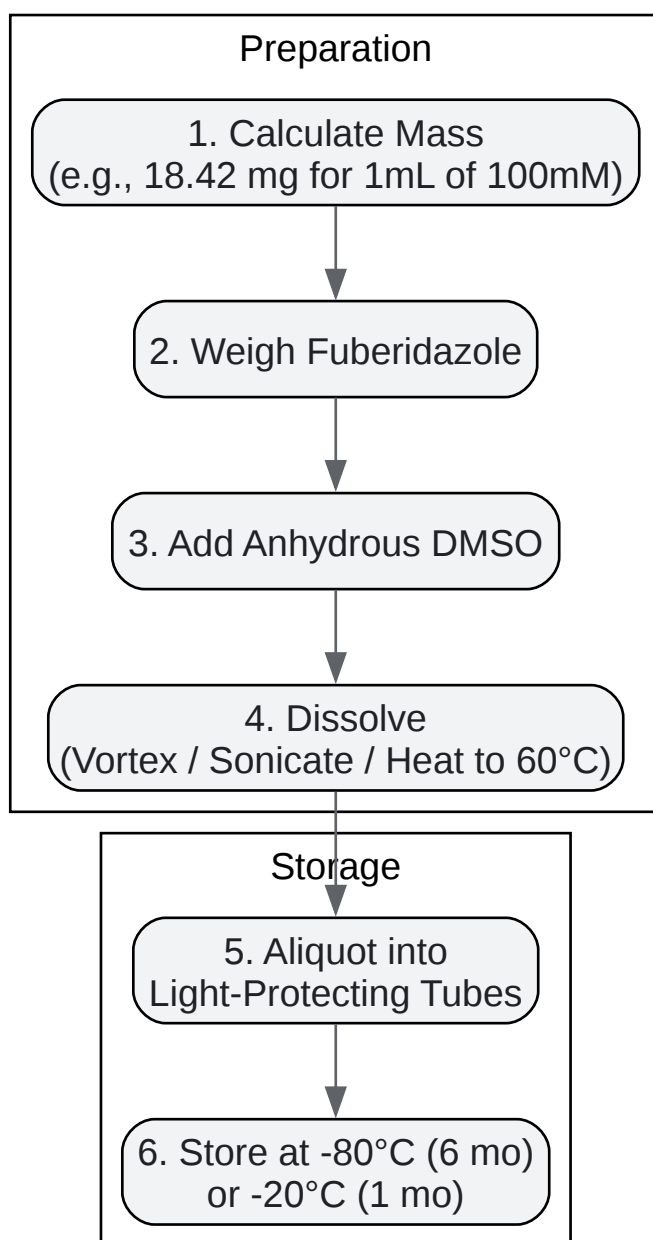 Preparation
1. Calculate Mass
(e.g., 18.42 mg for 1mL of 100mM)
2. Weigh Fuberidazole
3. Add Anhydrous DMSO
4. Dissolve
(Vortex / Sonicate / Heat to 60°C)
Storage
5. Aliquot into
Light-Protecting Tubes
6. Store at -80°C (6 mo)
or -20°C (1 mo)